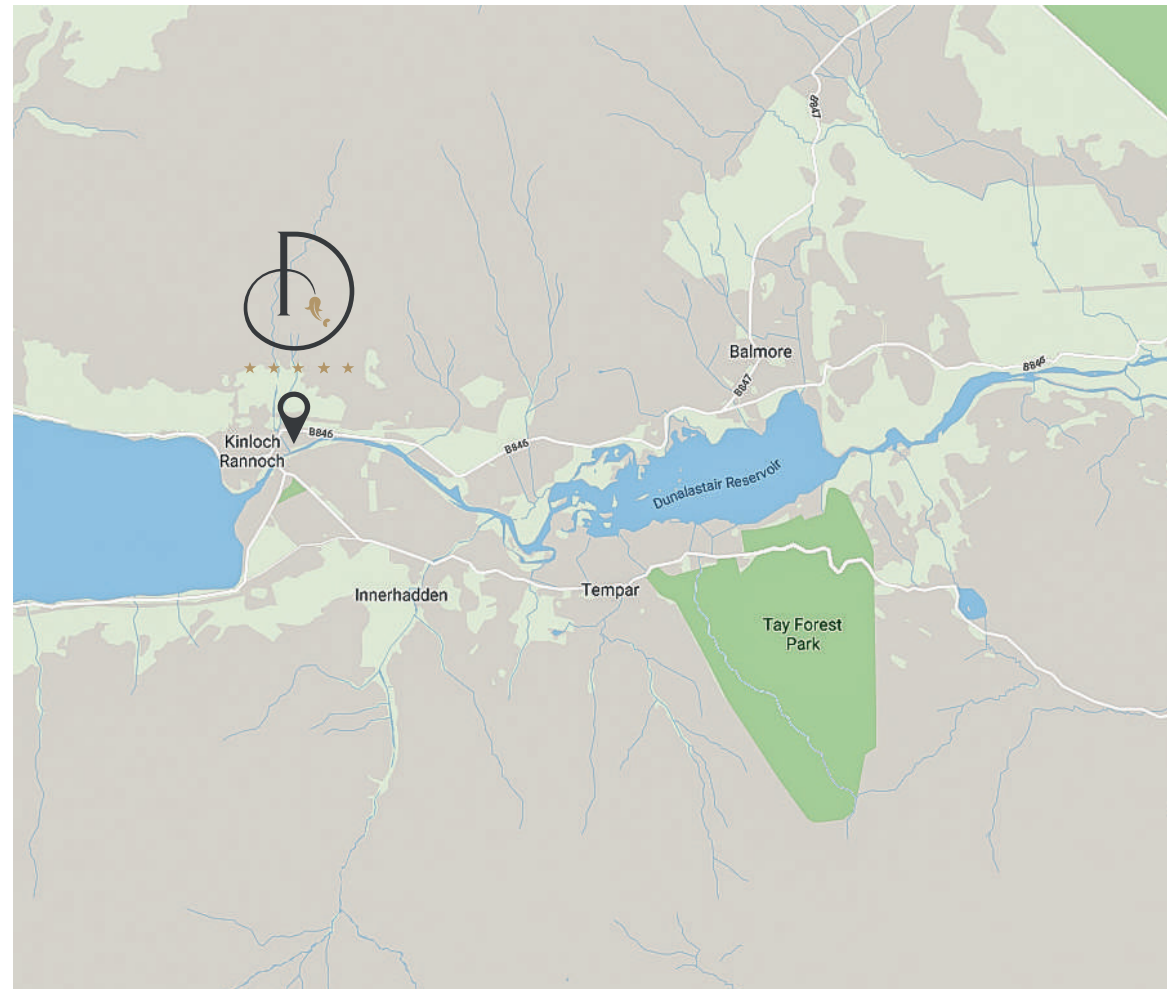 B847
Balmore
B847
B846
Kinloch
Rannoch
B846
B846
Dunalastair Reservoir
Innerhadden
Tempar
Tay Forest
Park